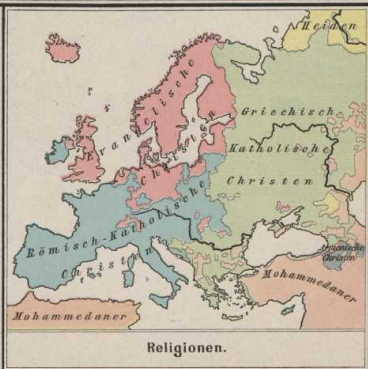 Heiden
Evangelische
Christen
Griechisch
Katholische
Christen
Römisch-Katholische
Christen
Armenische
Christen
Mohammedaner
Mohammedaner
Religionen.